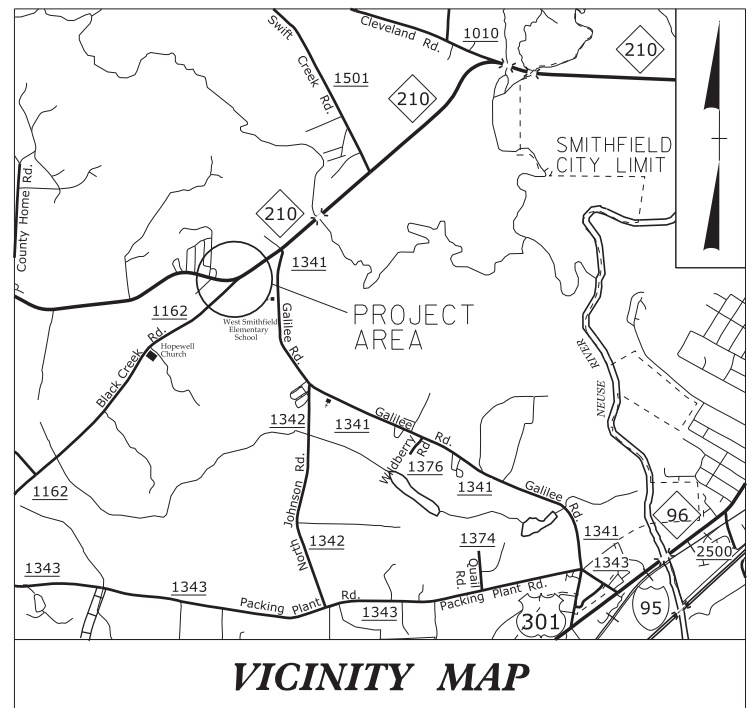 Swift
Creek Rd.
Cleveland Rd.
1010
210
1501
210
SMITHFIELD
CITY LIMIT
County Home Rd.
210
1341
1162
West Smithfield
Elementary
School
PROJECT
AREA
Galilee Rd.
Black Creek Rd.
Hopewell
Church
NEUSE RIVER
1342
1341
Galilee Rd.
Wildberry
Rd
1376
1341
Galilee Rd.
1162
North Johnson Rd.
1342
1374
Quail
Rd.
1341
96
2500
1343
1343
1343
Packing Plant Rd.
1343
Packing Plant Rd.
301
95
VICINITY MAP